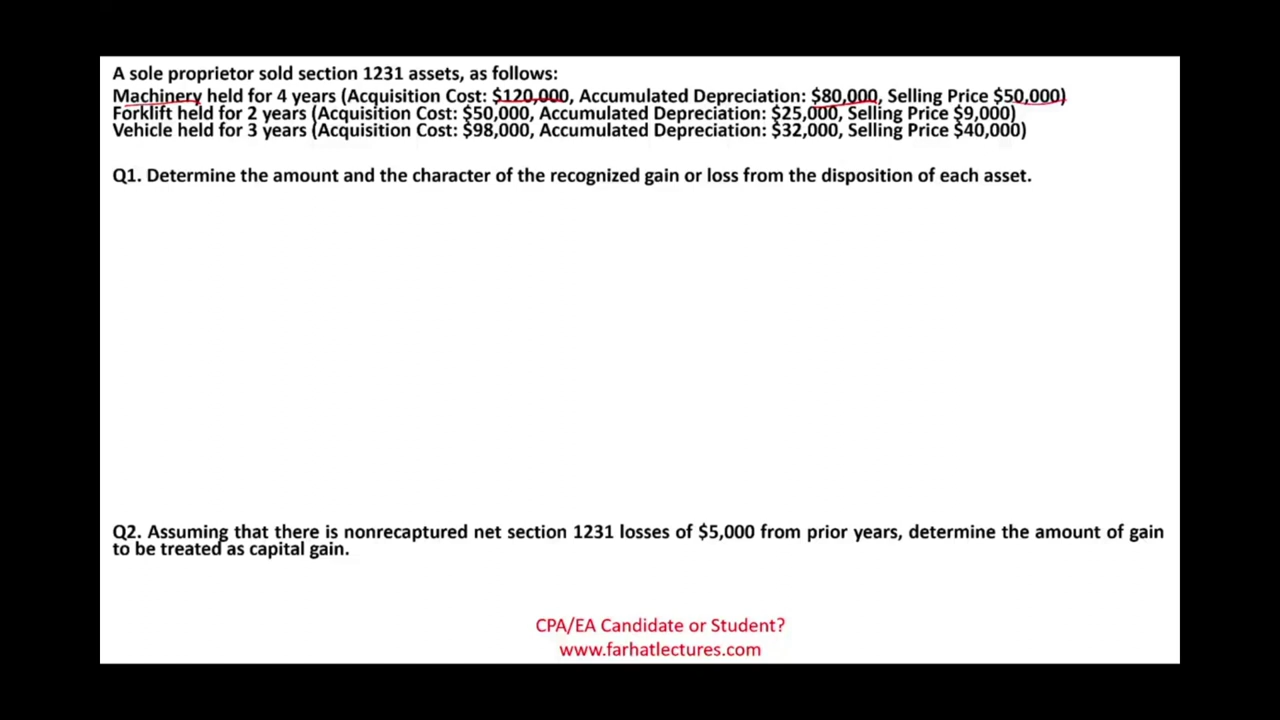 A sole proprietor sold section 1231 assets, as follows:
Machinery held for 4 years (Acquisition Cost: $120,000, Accumulated Depreciation: $80,000, Selling Price $50,000)
Forklift held for 2 years (Acquisition Cost: $50,000, Accumulated Depreciation: $25,000, Selling Price $9,000)
Vehicle held for 3 years (Acquisition Cost: $98,000, Accumulated Depreciation: $32,000, Selling Price $40,000)
Q1. Determine the amount and the character of the recognized gain or loss from the disposition of each asset.
Q2. Assuming that there is nonrecaptured net section 1231 losses of $5,000 from prior years, determine the amount of gain
to be treated as capital gain.
CPA/EA Candidate or Student?
www.farhatlectures.com